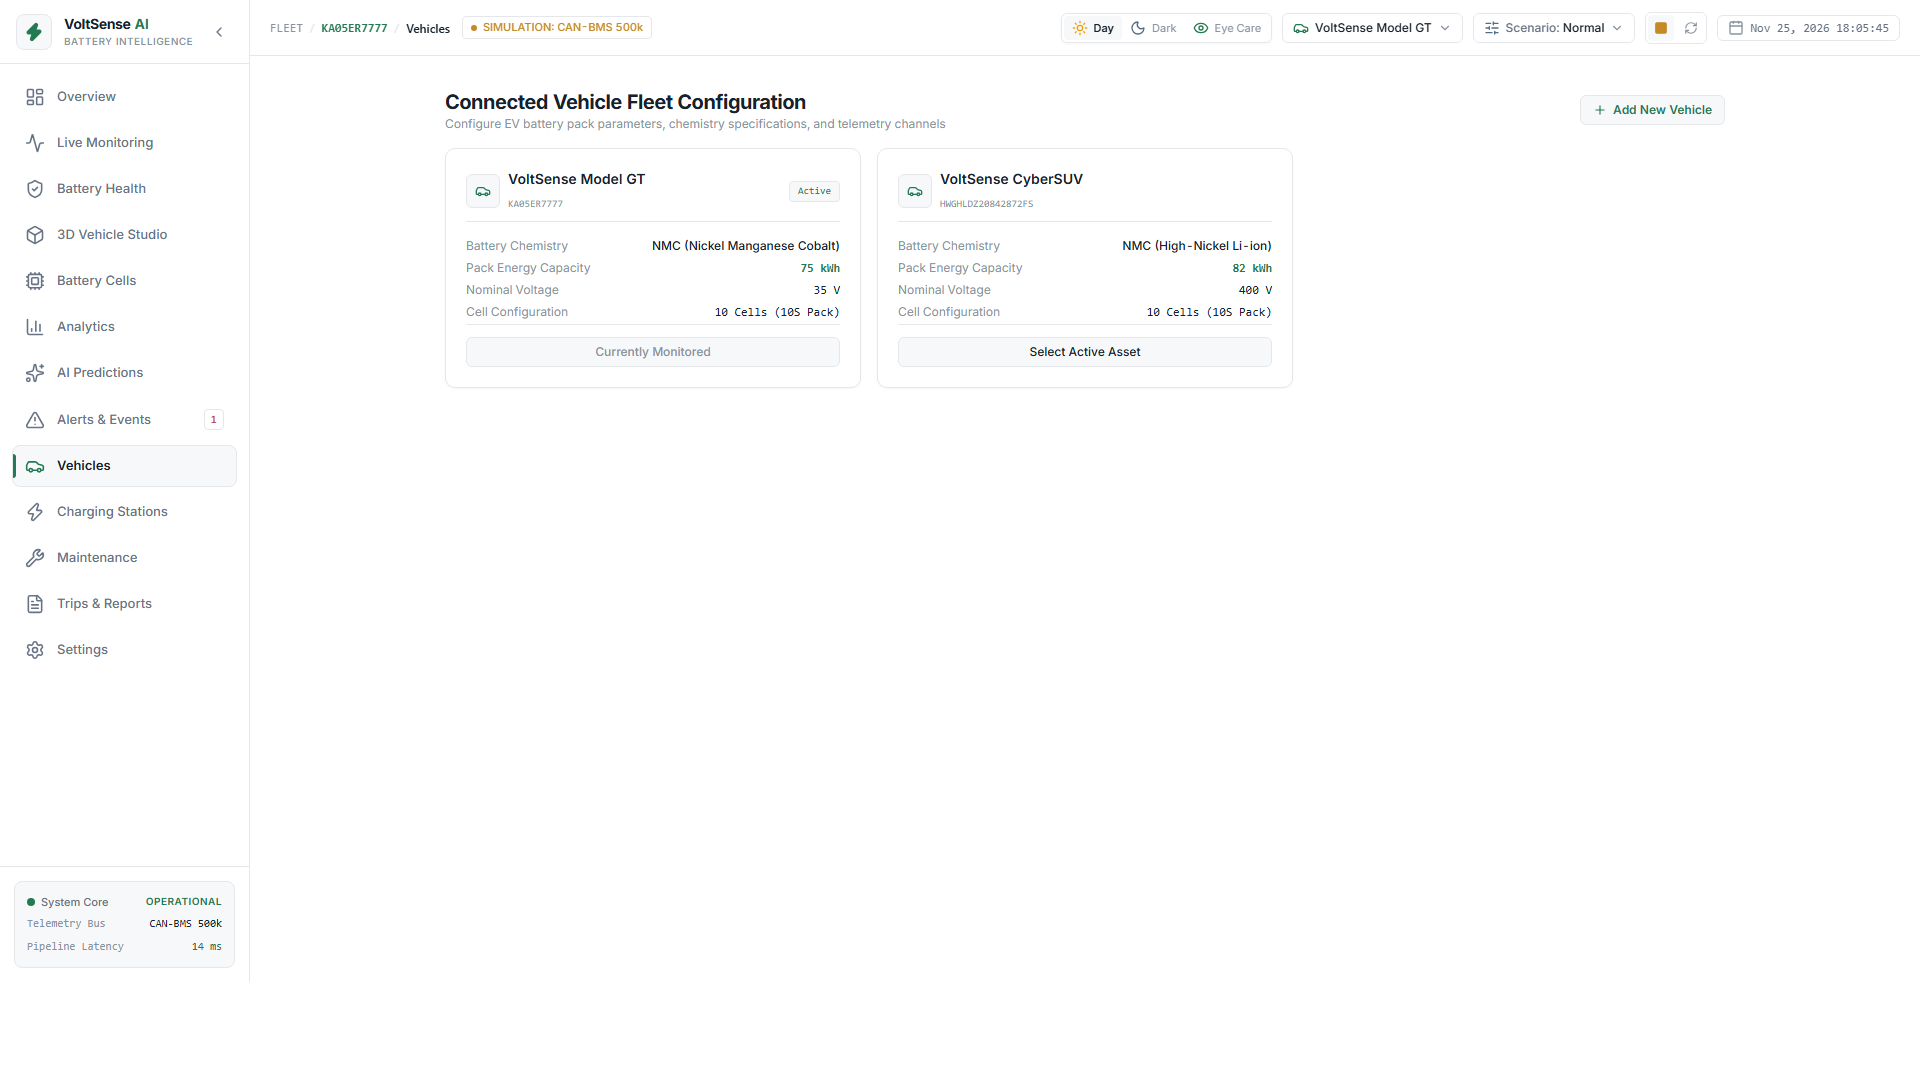 VoltSense AI
BATTERY INTELLIGENCE
FLEET / KA05ER7777 / Vehicles
SIMULATION: CAN-BMS 500k
Day
Dark
Eye Care
VoltSense Model GT
Scenario: Normal
Nov 25, 2026 18:05:45
Overview
Live Monitoring
Battery Health
3D Vehicle Studio
Battery Cells
Analytics
AI Predictions
Alerts & Events 1
Vehicles
Charging Stations
Maintenance
Trips & Reports
Settings
System Core OPERATIONAL
Telemetry Bus CAN-BMS 500k
Pipeline Latency 14 ms
Connected Vehicle Fleet Configuration
Configure EV battery pack parameters, chemistry specifications, and telemetry channels
+ Add New Vehicle
VoltSense Model GT
KA05ER7777
Active
Battery Chemistry NMC (Nickel Manganese Cobalt)
Pack Energy Capacity 75 kWh
Nominal Voltage 35 V
Cell Configuration 10 Cells (10S Pack)
Currently Monitored
VoltSense CyberSUV
HWGHLDZ20842872FS
Battery Chemistry NMC (High-Nickel Li-ion)
Pack Energy Capacity 82 kWh
Nominal Voltage 400 V
Cell Configuration 10 Cells (10S Pack)
Select Active Asset